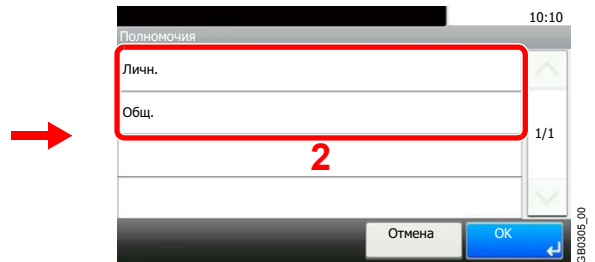 10:10
Полномочия
Личн.
Общ.
1/1
2
Отмена
OK
GB0305_00